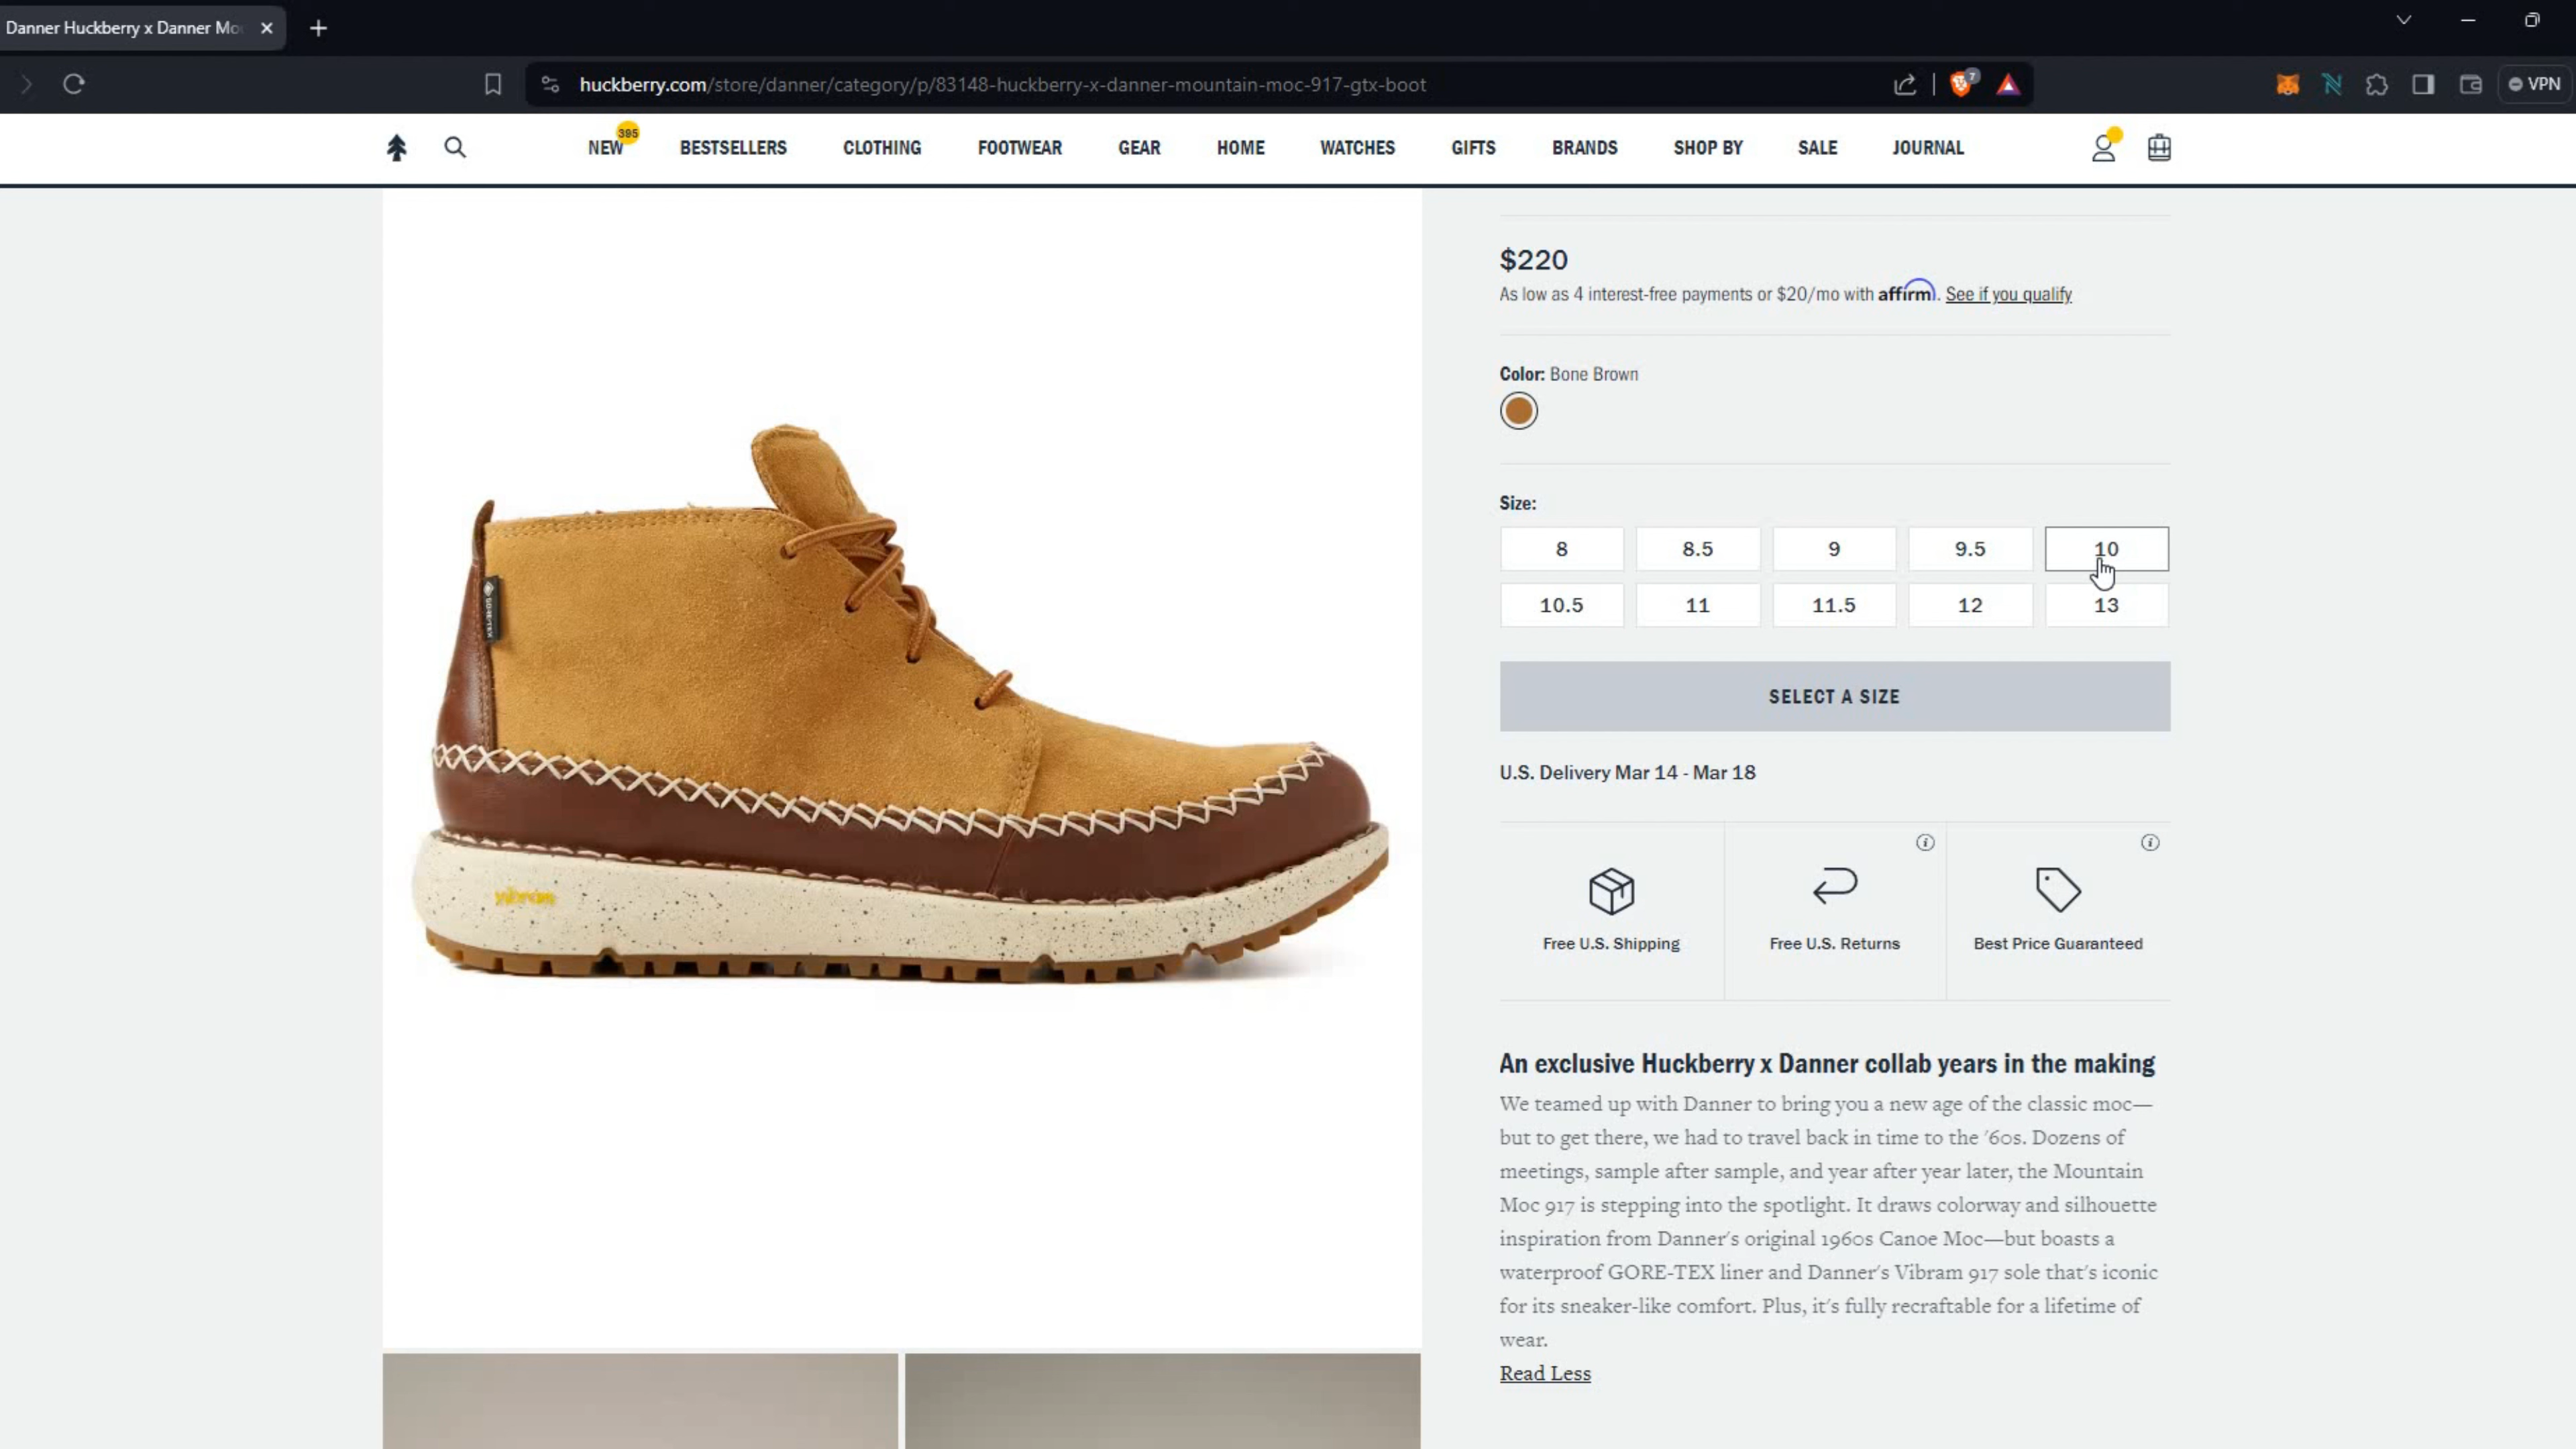 Danner Huckberry x Danner Mo
huckberry.com/store/danner/category/p/83148-huckberry-x-danner-mountain-moc-917-gtx-boot
7
VPN
NEW
395
BESTSELLERS
CLOTHING
FOOTWEAR
GEAR
HOME
WATCHES
GIFTS
BRANDS
SHOP BY
SALE
JOURNAL
$220
As low as 4 interest-free payments or $20/mo with affirm. See if you qualify
Color: Bone Brown
Size:
8 8.5 9 9.5 10
10.5 11 11.5 12 13
SELECT A SIZE
U.S. Delivery Mar 14 - Mar 18
Free U.S. Shipping
Free U.S. Returns
Best Price Guaranteed
GORE-TEX
vibram
An exclusive Huckberry x Danner collab years in the making
We teamed up with Danner to bring you a new age of the classic moc—
but to get there, we had to travel back in time to the ’60s. Dozens of
meetings, sample after sample, and year after year later, the Mountain
Moc 917 is stepping into the spotlight. It draws colorway and silhouette
inspiration from Danner’s original 1960s Canoe Moc—but boasts a
waterproof GORE-TEX liner and Danner’s Vibram 917 sole that’s iconic
for its sneaker-like comfort. Plus, it’s fully recraftable for a lifetime of
wear.
Read Less